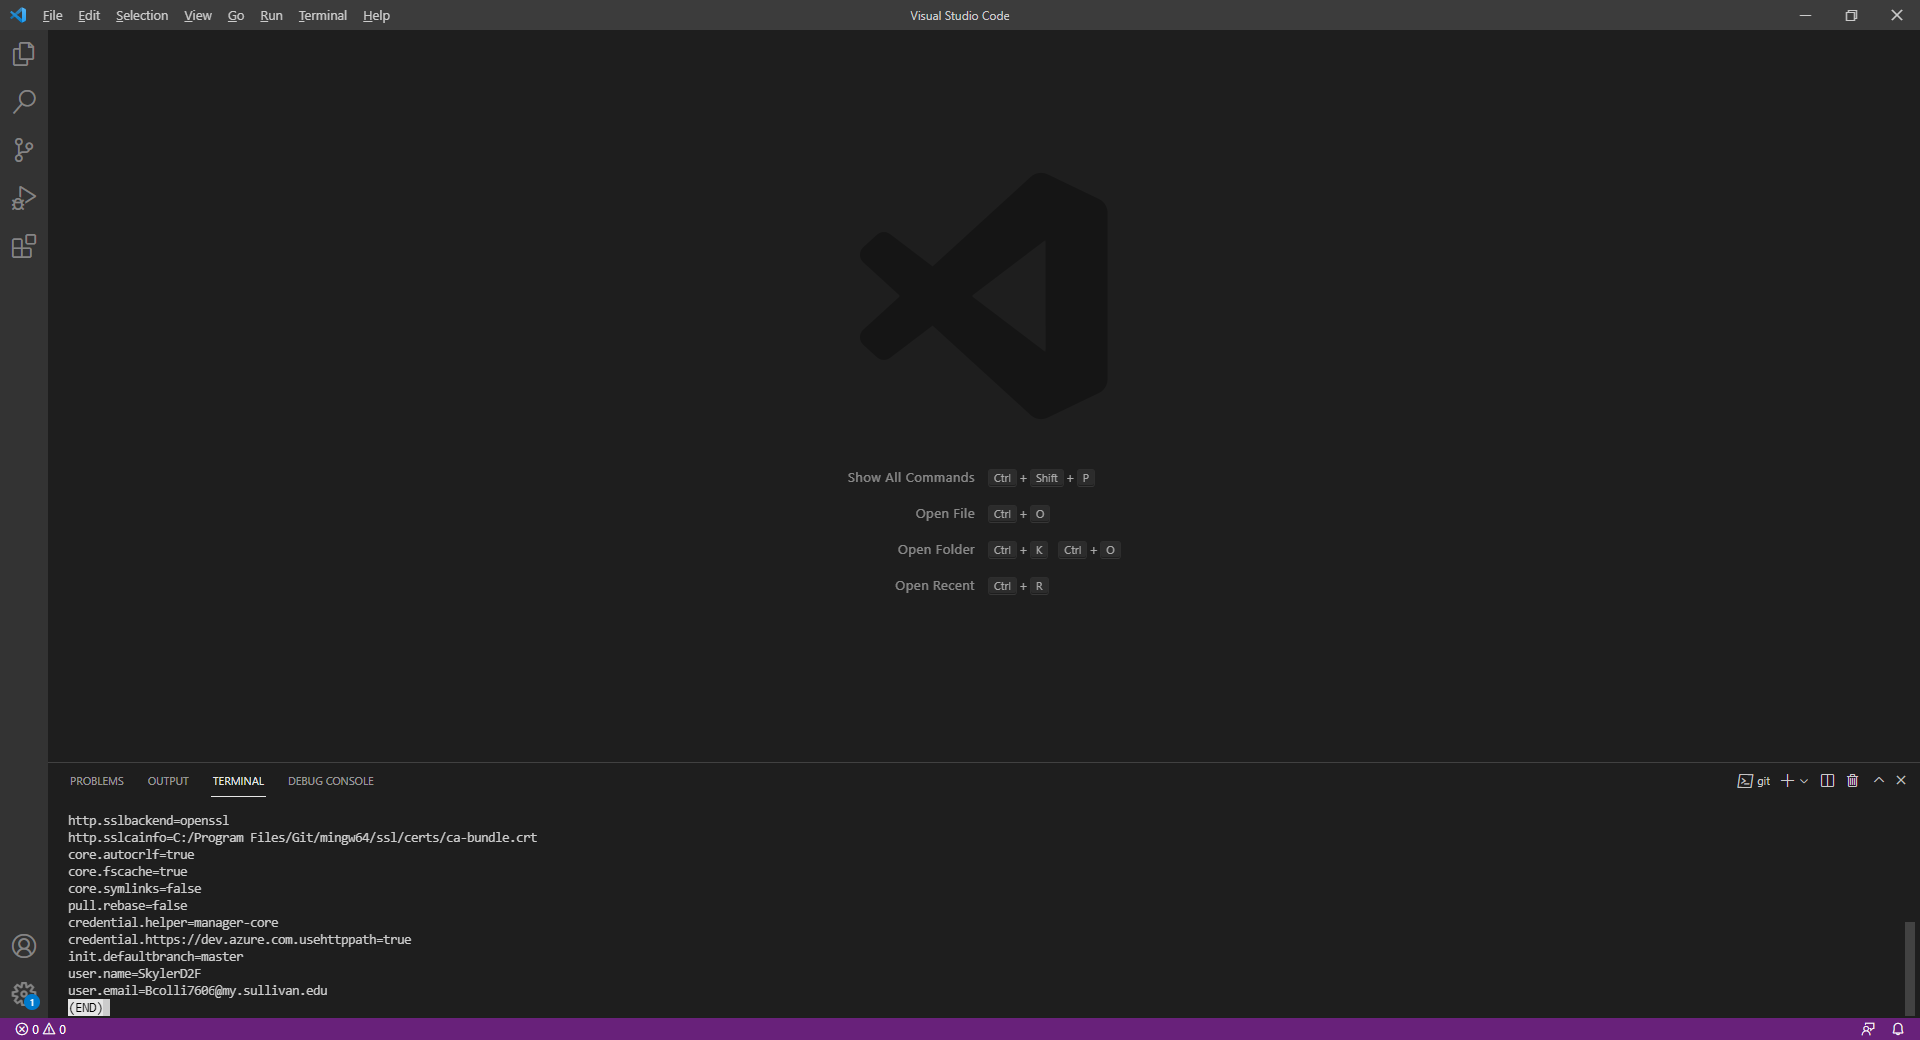 File Edit Selection View Go Run Terminal Help
Visual Studio Code
Show All Commands Ctrl + Shift + P
Open File Ctrl + O
Open Folder Ctrl + K Ctrl + O
Open Recent Ctrl + R
PROBLEMS OUTPUT TERMINAL DEBUG CONSOLE
git
http.sslbackend=openssl
http.sslcainfo=C:/Program Files/Git/mingw64/ssl/certs/ca-bundle.crt
core.autocrlf=true
core.fscache=true
core.symlinks=false
pull.rebase=false
credential.helper=manager-core
credential.https://dev.azure.com.usehttppath=true
init.defaultbranch=master
user.name=SkylerD2F
user.email=Bcolli7606@my.sullivan.edu
(END)
1
0 0